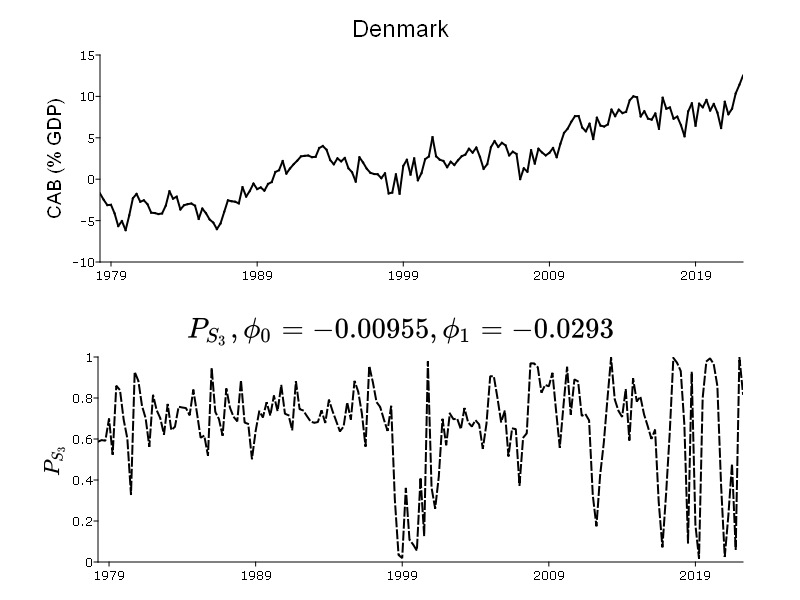 Denmark
CAB (% GDP)
15
10
5
0
−5
−10
1979 1989 1999 2009 2019
P_{S_3}, ϕ_0 = −0.00955, ϕ_1 = −0.0293
P_{S_3}
1
0.8
0.6
0.4
0.2
0
1979 1989 1999 2009 2019